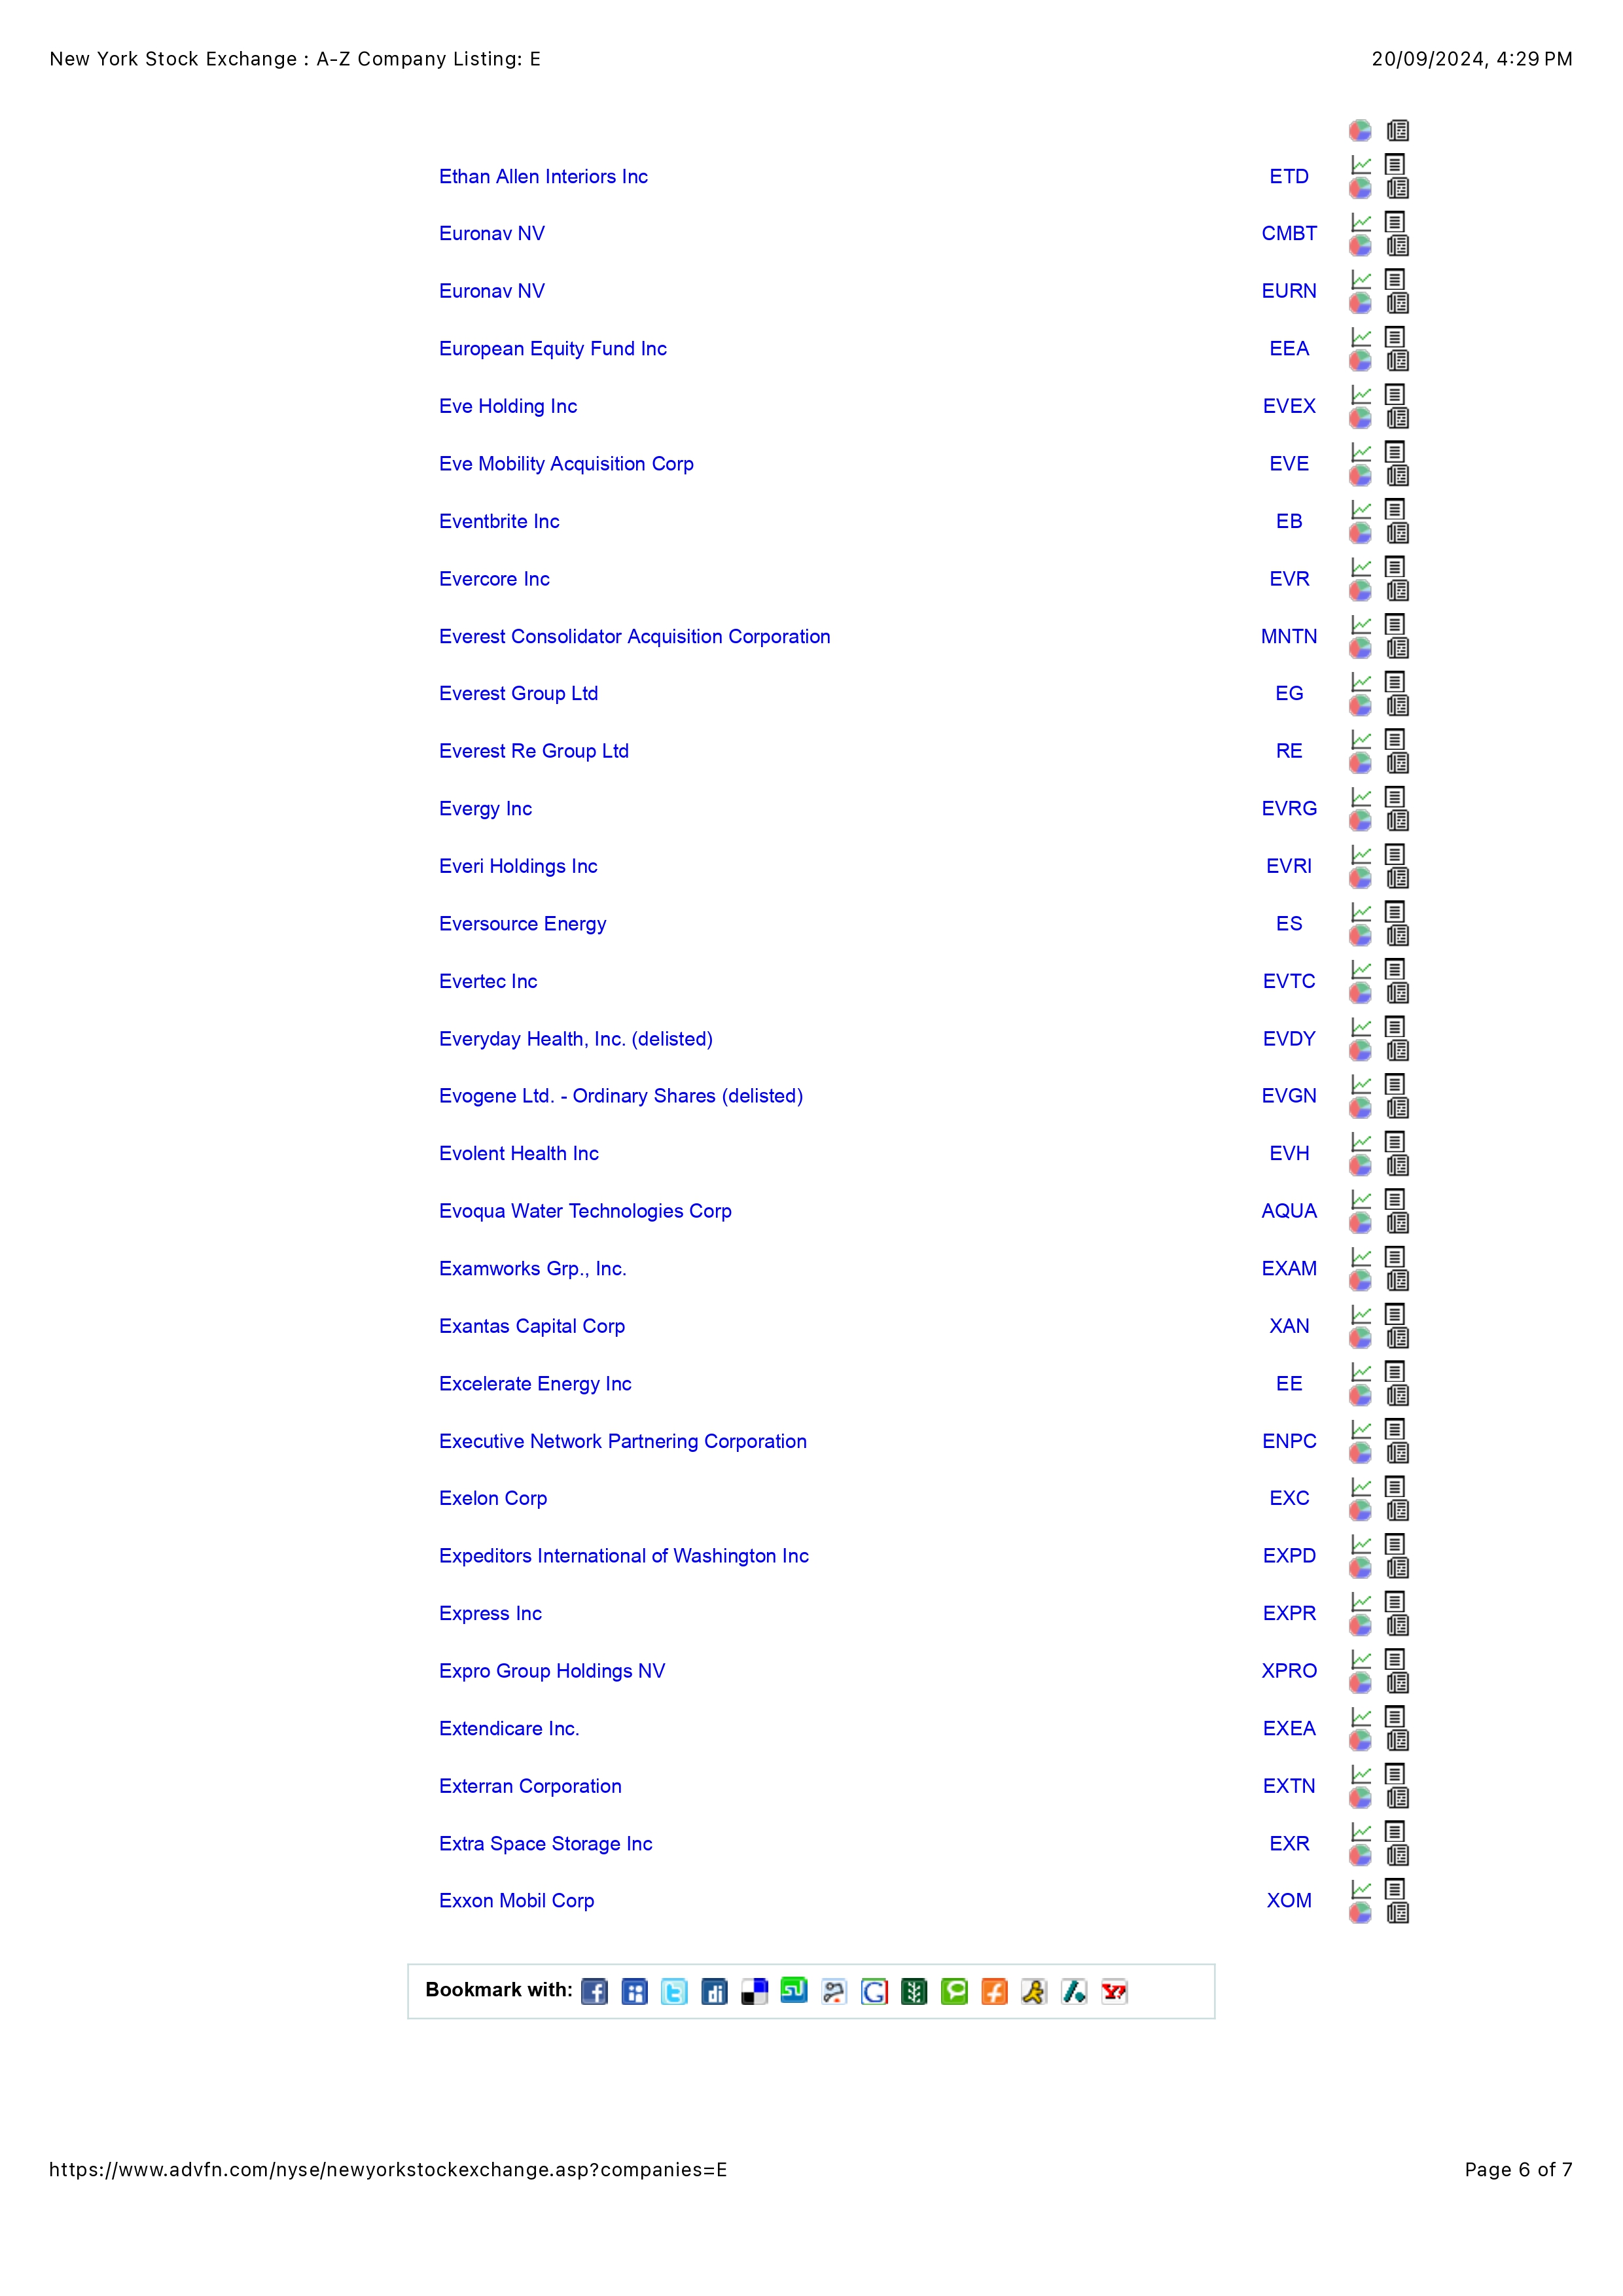 New York Stock Exchange : A-Z Company Listing: E 20/09/2024, 4:29 PM
Ethan Allen Interiors Inc ETD
Euronav NV CMBT
Euronav NV EURN
European Equity Fund Inc EEA
Eve Holding Inc EVEX
Eve Mobility Acquisition Corp EVE
Eventbrite Inc EB
Evercore Inc EVR
Everest Consolidator Acquisition Corporation MNTN
Everest Group Ltd EG
Everest Re Group Ltd RE
Evergy Inc EVRG
Everi Holdings Inc EVRI
Eversource Energy ES
Evertec Inc EVTC
Everyday Health, Inc. (delisted) EVDY
Evogene Ltd. - Ordinary Shares (delisted) EVGN
Evolent Health Inc EVH
Evoqua Water Technologies Corp AQUA
Examworks Grp., Inc. EXAM
Exantas Capital Corp XAN
Excelerate Energy Inc EE
Executive Network Partnering Corporation ENPC
Exelon Corp EXC
Expeditors International of Washington Inc EXPD
Express Inc EXPR
Expro Group Holdings NV XPRO
Extendicare Inc. EXEA
Exterran Corporation EXTN
Extra Space Storage Inc EXR
Exxon Mobil Corp XOM
Bookmark with:
https://www.advfn.com/nyse/newyorkstockexchange.asp?companies=E Page 6 of 7